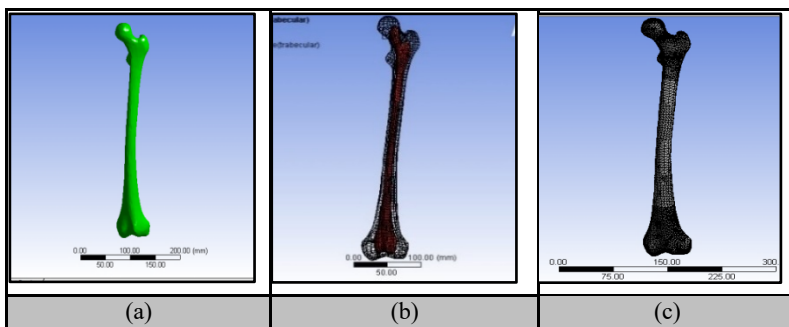 abecular)
e(trabecular)
0.00 100.00 200.00 (mm)
50.00 150.00
0.00 100.00 (mm)
50.00
0.00 150.00 300.
75.00 225.00
(a) (b) (c)